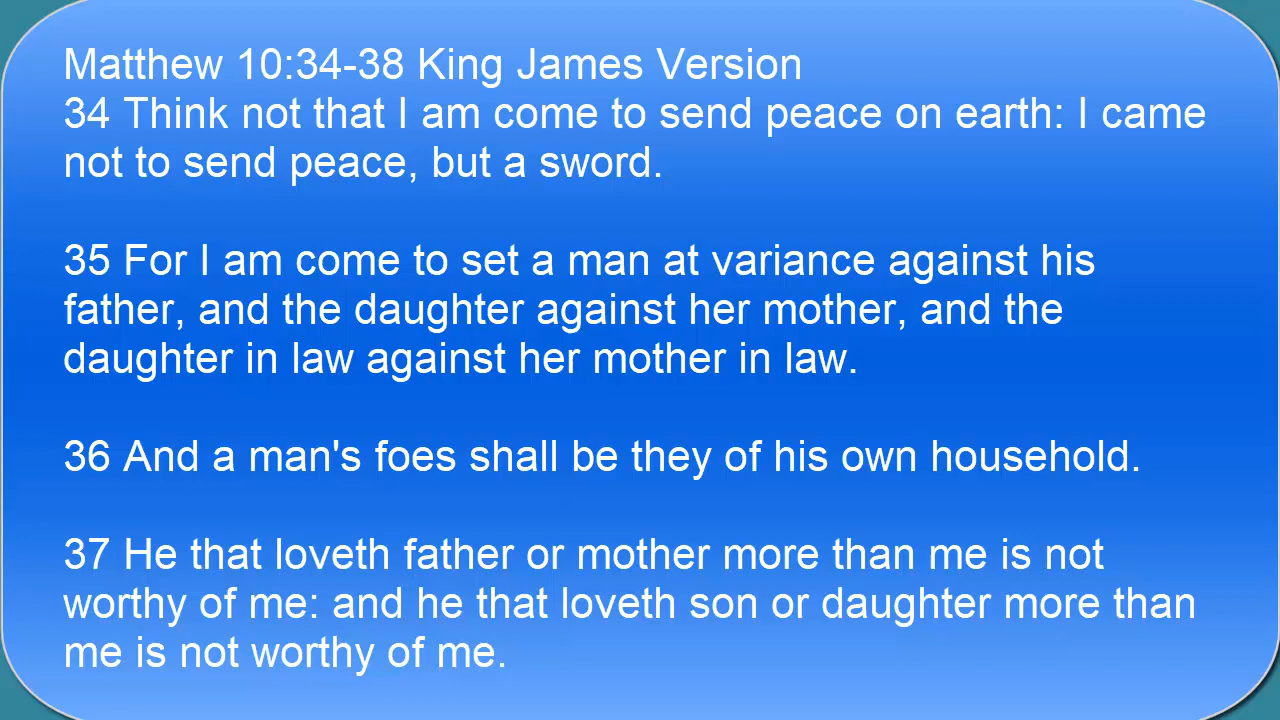 Matthew 10:34-38 King James Version
34 Think not that I am come to send peace on earth: I came
not to send peace, but a sword.
35 For I am come to set a man at variance against his
father, and the daughter against her mother, and the
daughter in law against her mother in law.
36 And a man's foes shall be they of his own household.
37 He that loveth father or mother more than me is not
worthy of me: and he that loveth son or daughter more than
me is not worthy of me.